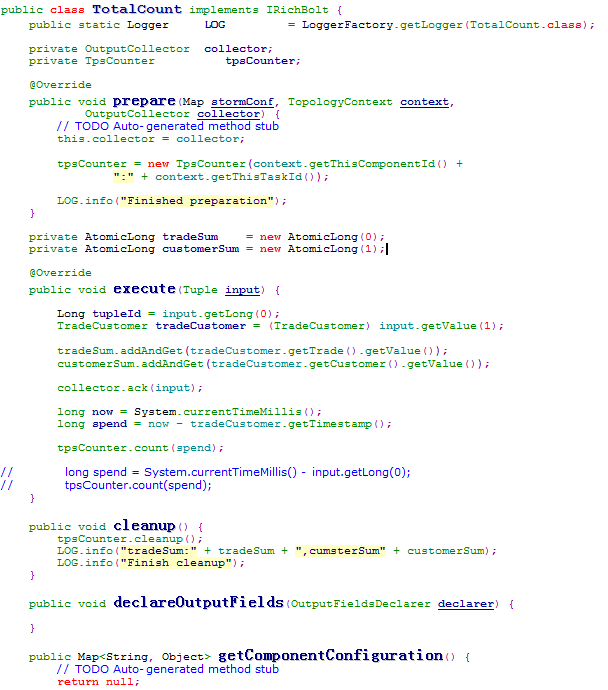 public class TotalCount implements IRichBolt {
    public static Logger     LOG         = LoggerFactory.getLogger(TotalCount.class);

    private OutputCollector  collector;
    private TpsCounter          tpsCounter;

    @Override
    public void prepare(Map stormConf, TopologyContext context,
            OutputCollector collector) {
        // TODO Auto-generated method stub
        this.collector = collector;

        tpsCounter = new TpsCounter(context.getThisComponentId() +
                ":" + context.getThisTaskId());

        LOG.info("Finished preparation");
    }

    private AtomicLong tradeSum    = new AtomicLong(0);
    private AtomicLong customerSum = new AtomicLong(1);

    @Override
    public void execute(Tuple input) {

        Long tupleId = input.getLong(0);
        TradeCustomer tradeCustomer = (TradeCustomer) input.getValue(1);

        tradeSum.addAndGet(tradeCustomer.getTrade().getValue());
        customerSum.addAndGet(tradeCustomer.getCustomer().getValue());

        collector.ack(input);

        long now = System.currentTimeMillis();
        long spend = now - tradeCustomer.getTimestamp();

        tpsCounter.count(spend);

//        long spend = System.currentTimeMillis() - input.getLong(0);
//        tpsCounter.count(spend);
    }

    public void cleanup() {
        tpsCounter.cleanup();
        LOG.info("tradeSum:" + tradeSum + ",cumsterSum" + customerSum);
        LOG.info("Finish cleanup");
    }

    public void declareOutputFields(OutputFieldsDeclarer declarer) {

    }

    public Map<String, Object> getComponentConfiguration() {
        // TODO Auto-generated method stub
        return null;